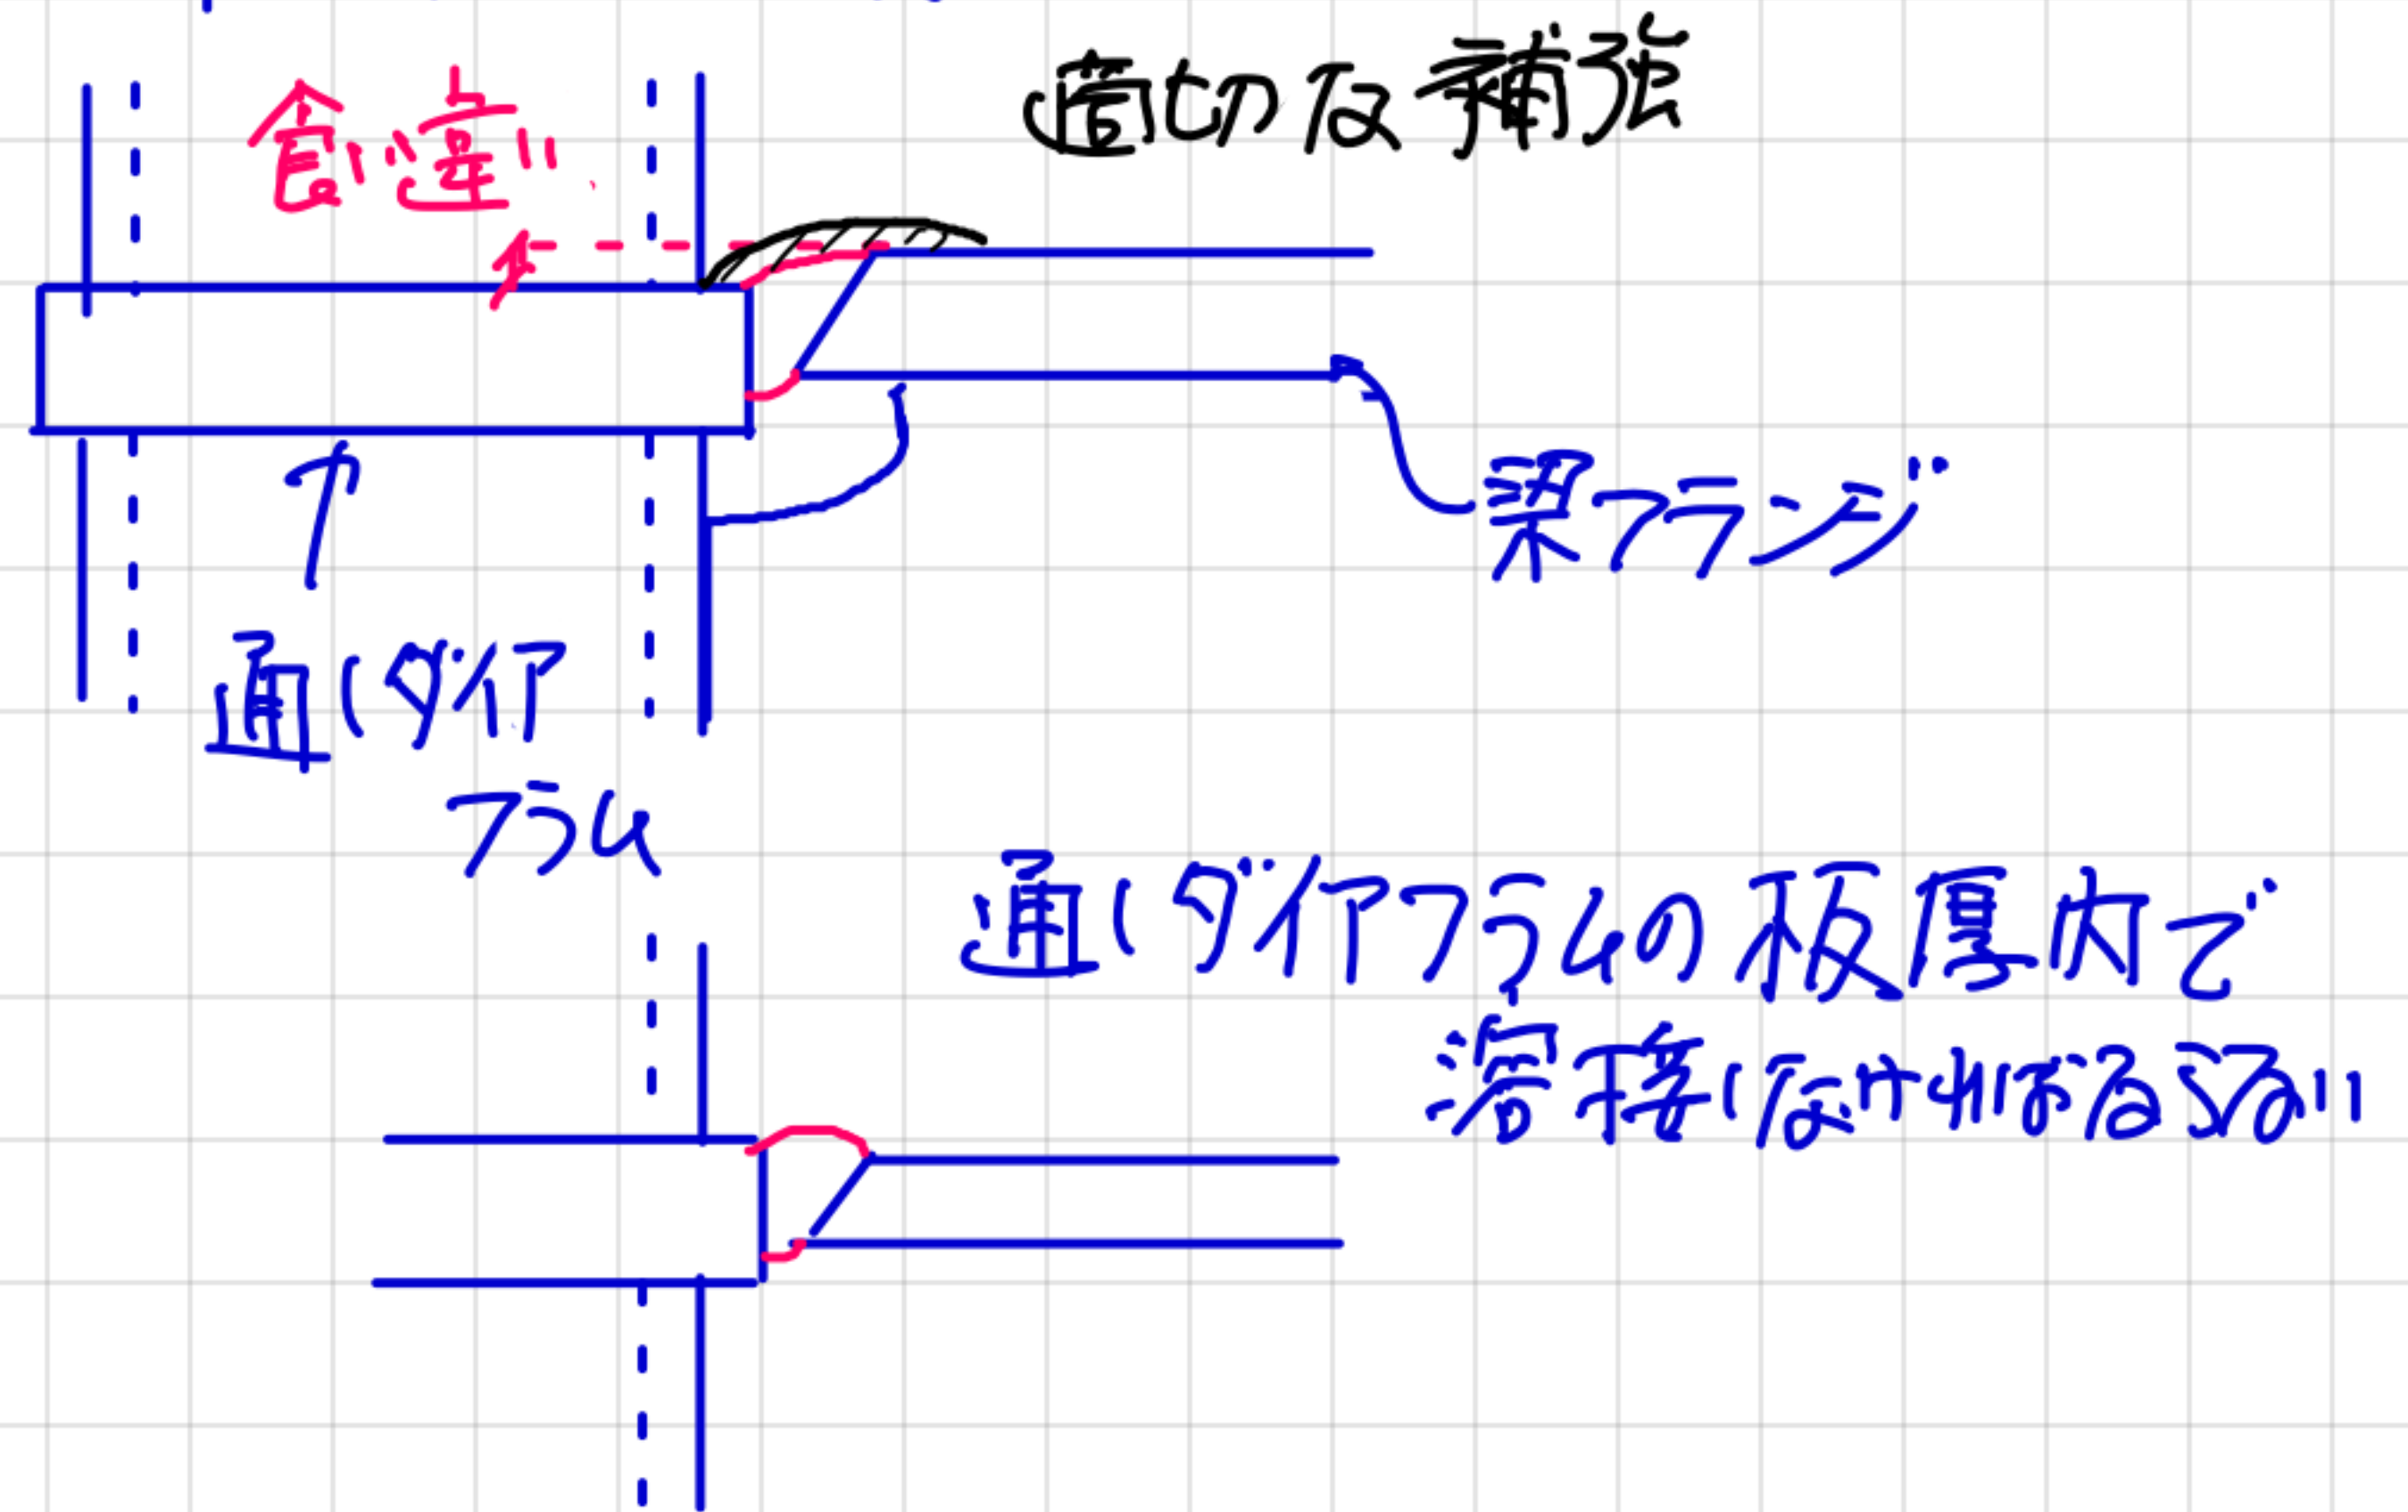 適切な補強
食い違い
梁フランジ
通しダイア
フラム
通しダイアフラムの板厚内で
溶接しなければならない